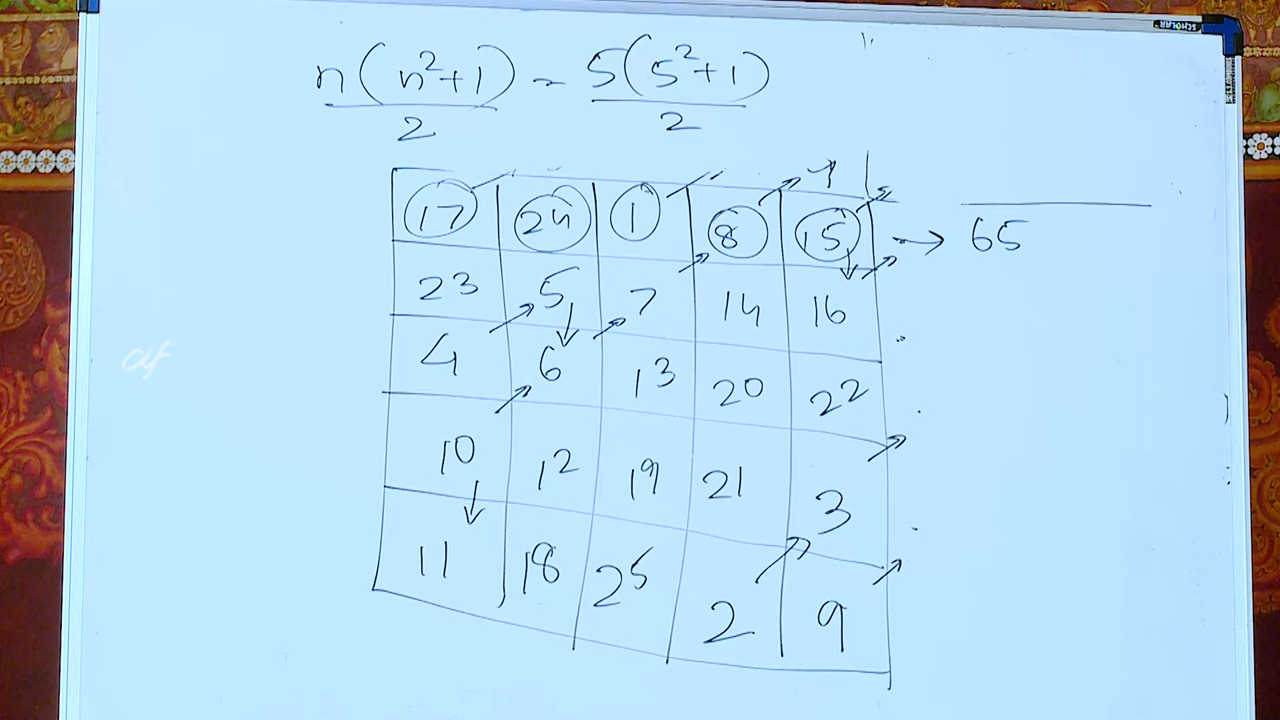 SCHOLAR
n(n²+1)/2 = 5(5²+1)/2
17 24 1 8 15 → 65
23 5 7 14 16
4 6 13 20 22
10 12 19 21 3
11 18 25 2 9